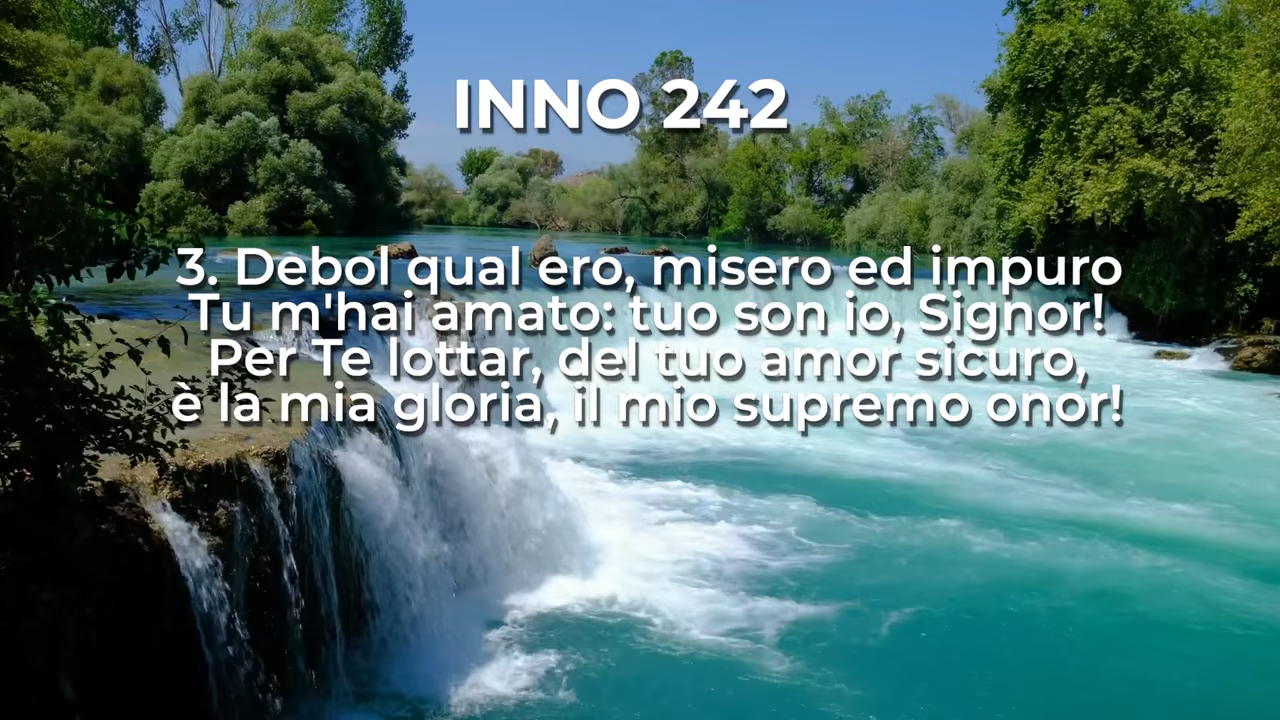 INNO 242
3. Debol qual ero, misero ed impuro
Tu m'hai amato: tuo son io, Signor!
Per Te lottar, del tuo amor sicuro,
è la mia gloria, il mio supremo onor!